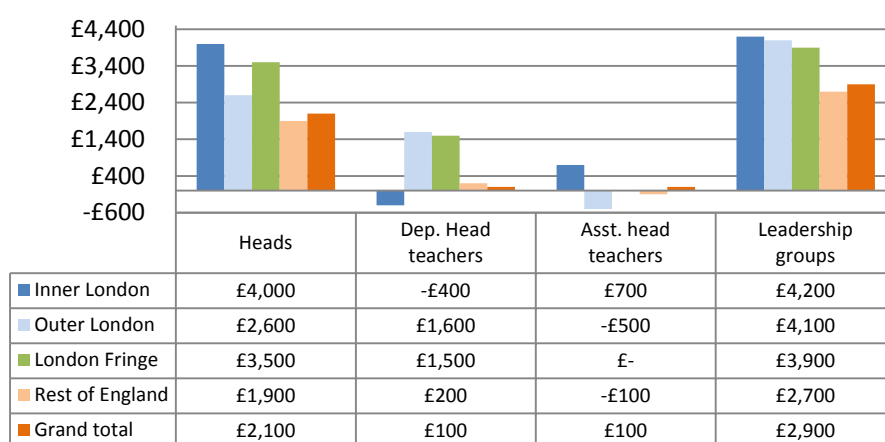 £4,400
£3,400
£2,400
£1,400
£400
-£600
Heads Dep. Head teachers Asst. head teachers Leadership groups
Inner London £4,000 -£400 £700 £4,200
Outer London £2,600 £1,600 -£500 £4,100
London Fringe £3,500 £1,500 £- £3,900
Rest of England £1,900 £200 -£100 £2,700
Grand total £2,100 £100 £100 £2,900